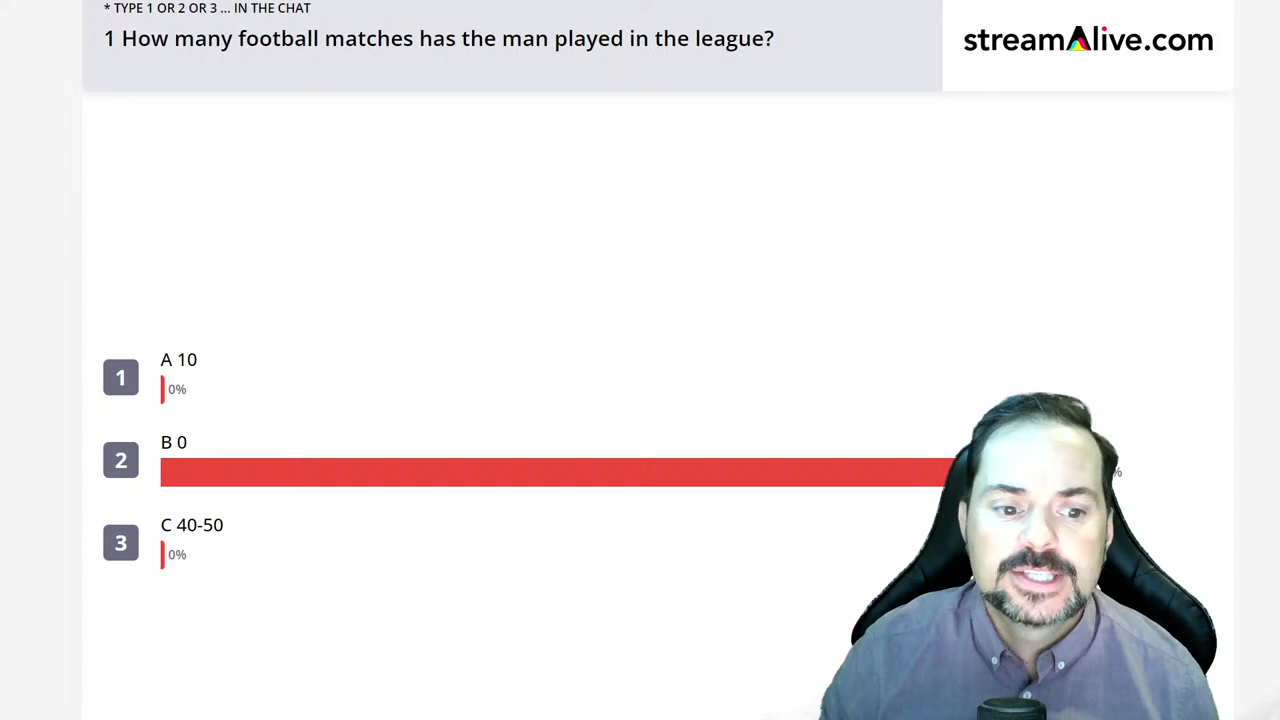 * TYPE 1 OR 2 OR 3 ... IN THE CHAT
1 How many football matches has the man played in the league?
streamAlive.com
A 10
1
0%
B 0
2
%
C 40-50
3
0%